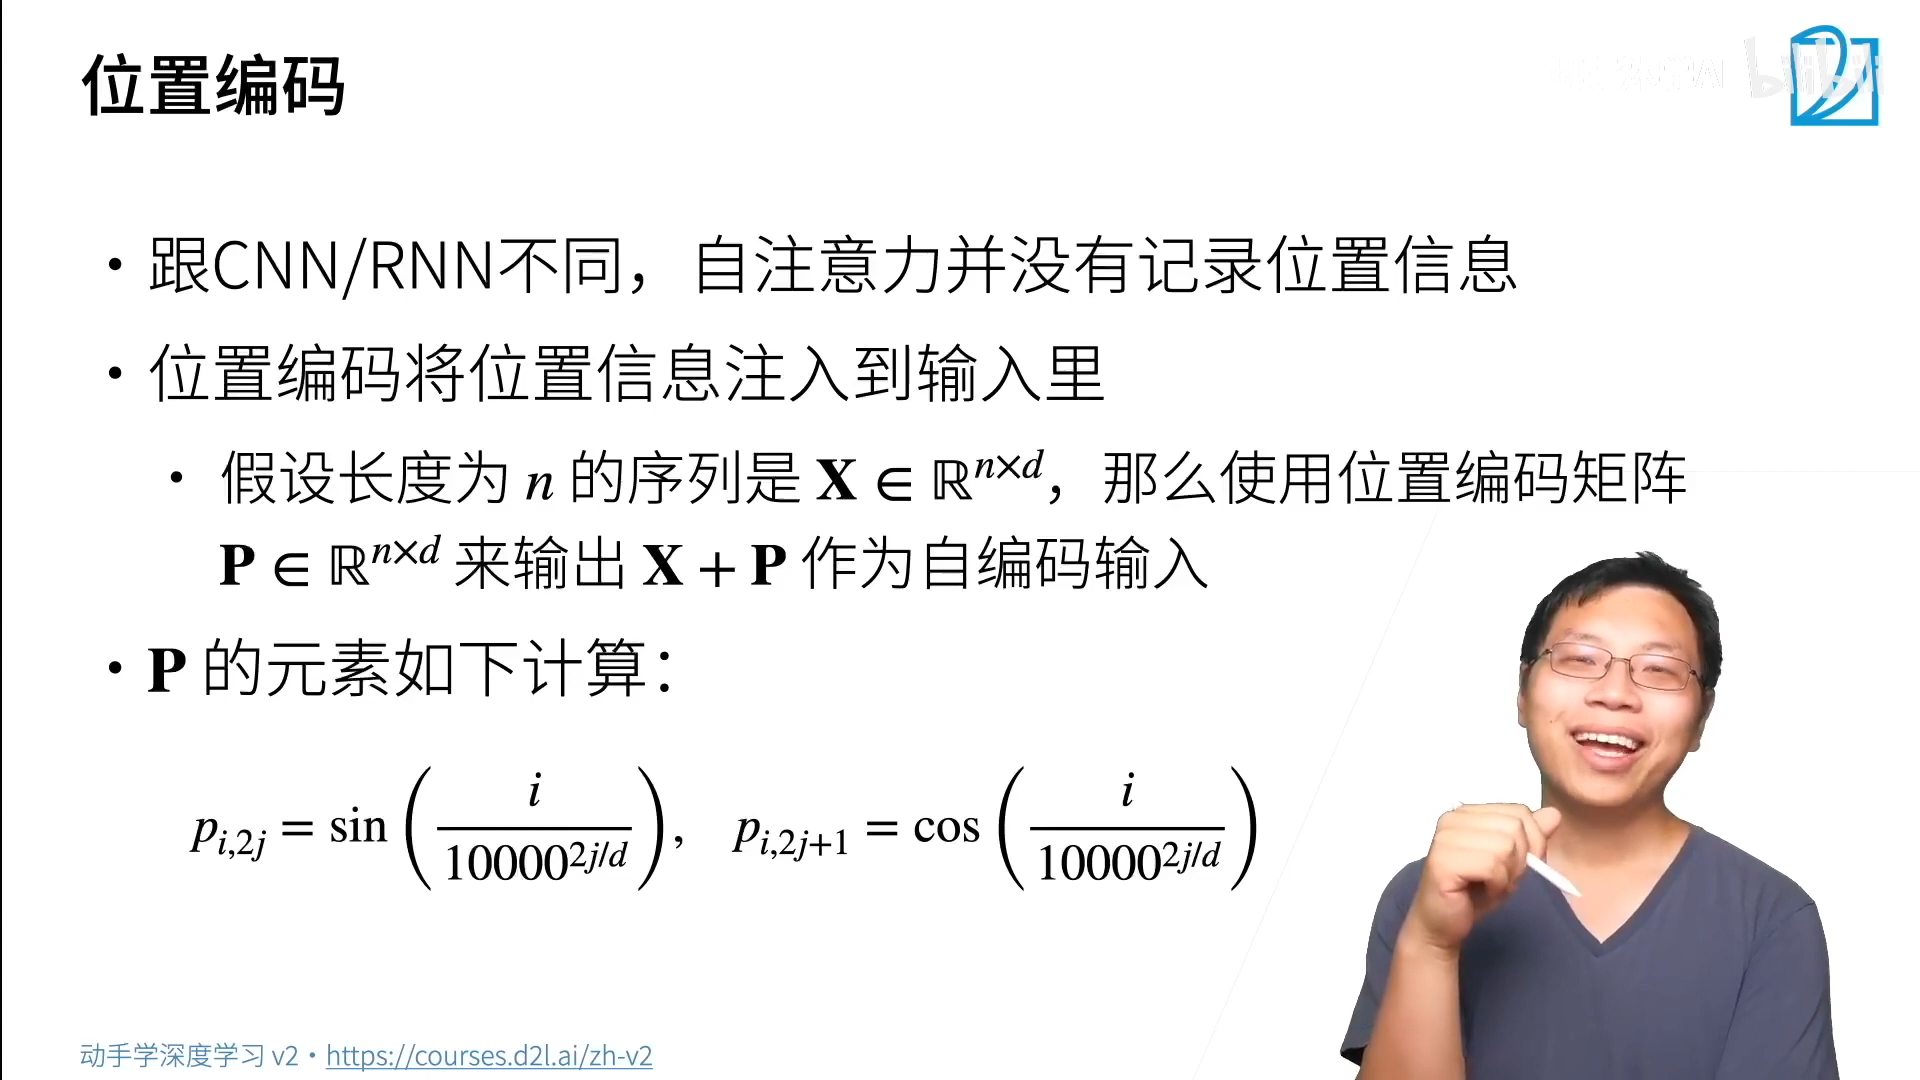 位置编码
bilibili
• 跟CNN/RNN不同，自注意力并没有记录位置信息
• 位置编码将位置信息注入到输入里
• 假设长度为 n 的序列是 X ∈ ℝ^{n×d}，那么使用位置编码矩阵
P ∈ ℝ^{n×d} 来输出 X + P 作为自编码输入
• P 的元素如下计算：
p_{i,2j} = sin(i/10000^{2j/d}), p_{i,2j+1} = cos(i/10000^{2j/d})
动手学深度学习 v2 • https://courses.d2l.ai/zh-v2